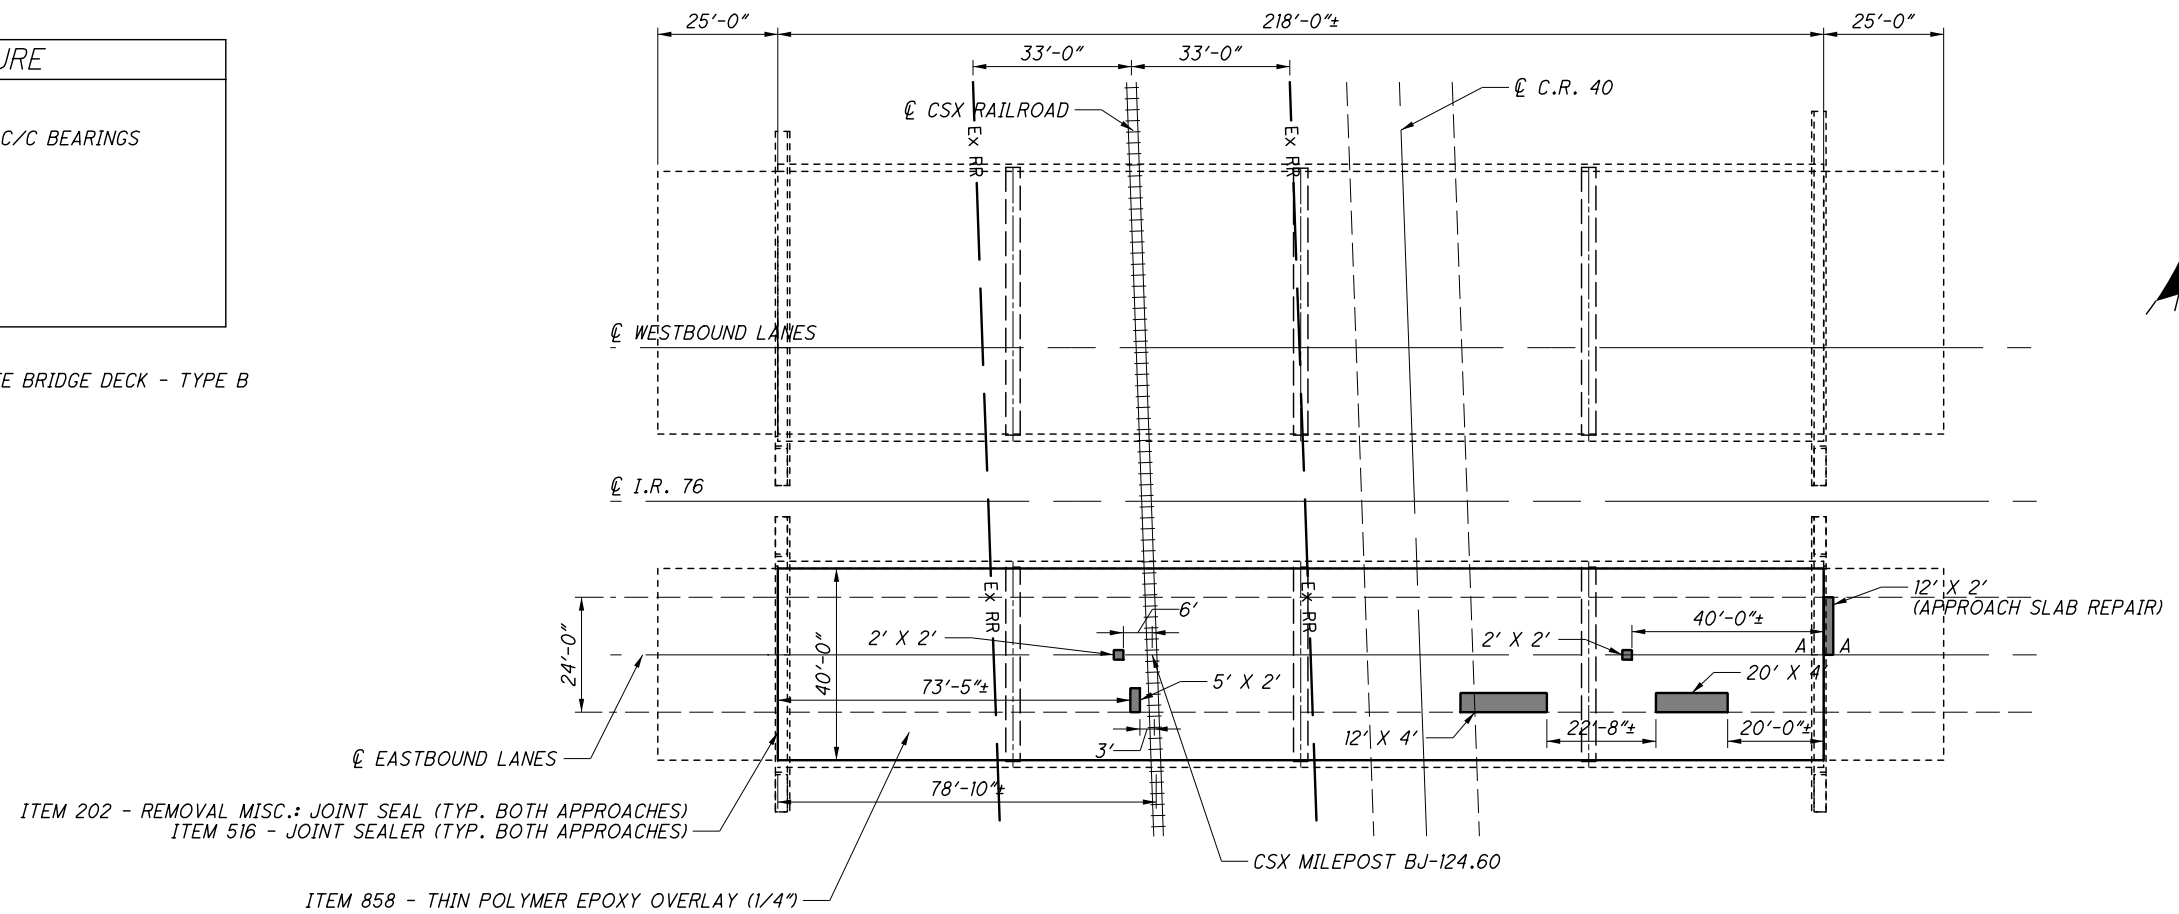 25'-0"
218'-0"±
25'-0"
33'-0"
33'-0"
℄ CSX RAILROAD
℄ C.R. 40
C/C BEARINGS
Ex RR
Ex RR
℄ WESTBOUND LANES
BRIDGE DECK - TYPE B
℄ I.R. 76
12' X 2'
(APPROACH SLAB REPAIR)
Ex RR
Ex RR
6'
40'-0"±
2' X 2'
2' X 2'
A
A
24'-0"
40'-0"
73'-5"±
5' X 2'
20' X 4'
22'-8"±
20'-0"±
12' X 4'
3'
℄ EASTBOUND LANES
78'-10"±
ITEM 202 - REMOVAL MISC.: JOINT SEAL (TYP. BOTH APPROACHES)
ITEM 516 - JOINT SEALER (TYP. BOTH APPROACHES)
CSX MILEPOST BJ-124.60
ITEM 858 - THIN POLYMER EPOXY OVERLAY (1/4")